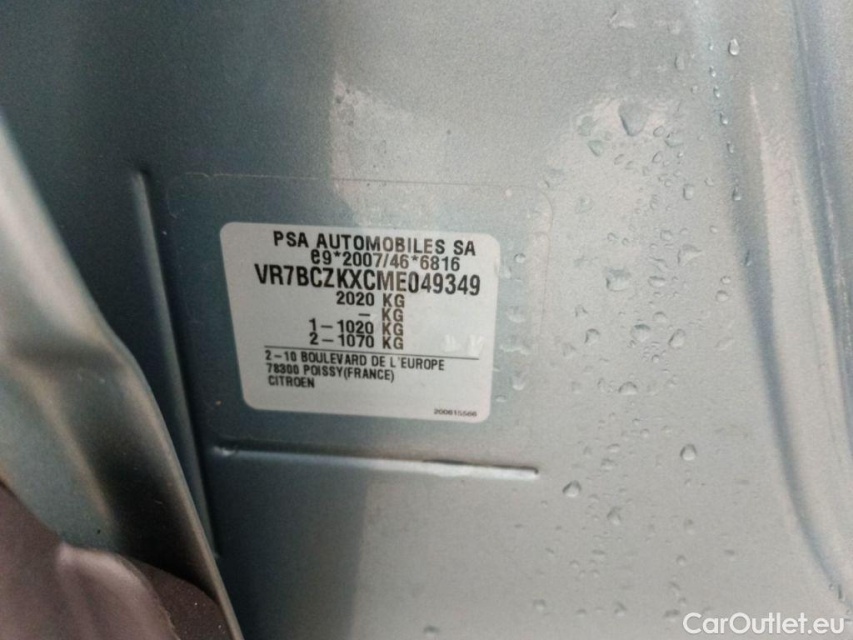 PSA AUTOMOBILES SA
e9*2007/46*6816
VR7BCZKXCME049349
2020 KG
- KG
1-1020 KG
2-1070 KG
2-10 BOULEVARD DE L'EUROPE
78300 POISSY(FRANCE)
CITROEN
CarOutlet.eu